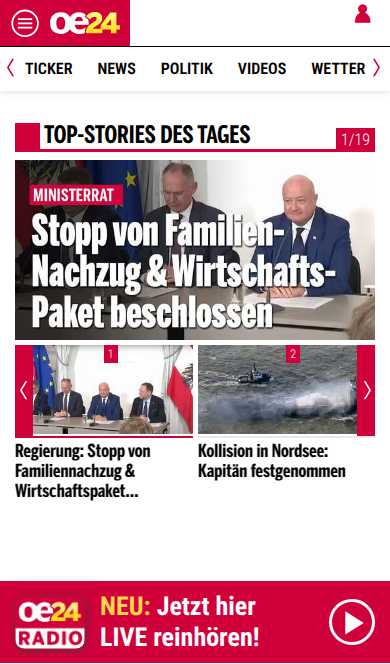 oe24
TICKER NEWS POLITIK VIDEOS WETTER
TOP-STORIES DES TAGES
1/19
MINISTERRAT
Stopp von Familien-
Nachzug & Wirtschafts-
Paket beschlossen
1
2
Regierung: Stopp von
Familiennachzug &
Wirtschaftspaket...
Kollision in Nordsee:
Kapitän festgenommen
oe24
RADIO
NEU: Jetzt hier
LIVE reinhören!